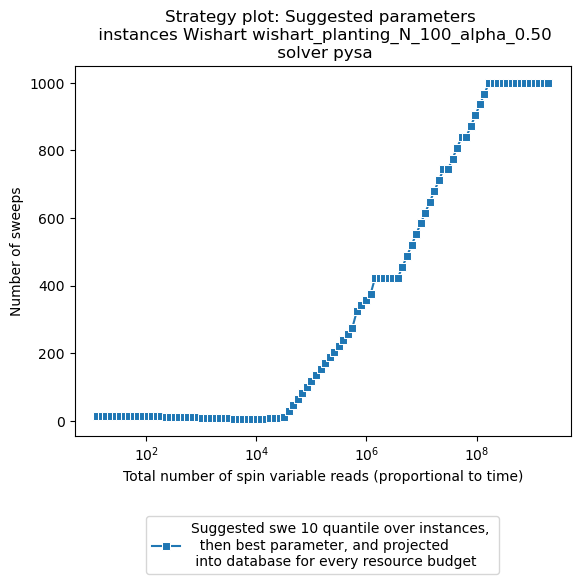 Strategy plot: Suggested parameters
instances Wishart wishart_planting_N_100_alpha_0.50
solver pysa
1000
800
600
400
200
0
Number of sweeps
10^2
10^4
10^6
10^8
Total number of spin variable reads (proportional to time)
Suggested swe 10 quantile over instances,
then best parameter, and projected
into database for every resource budget